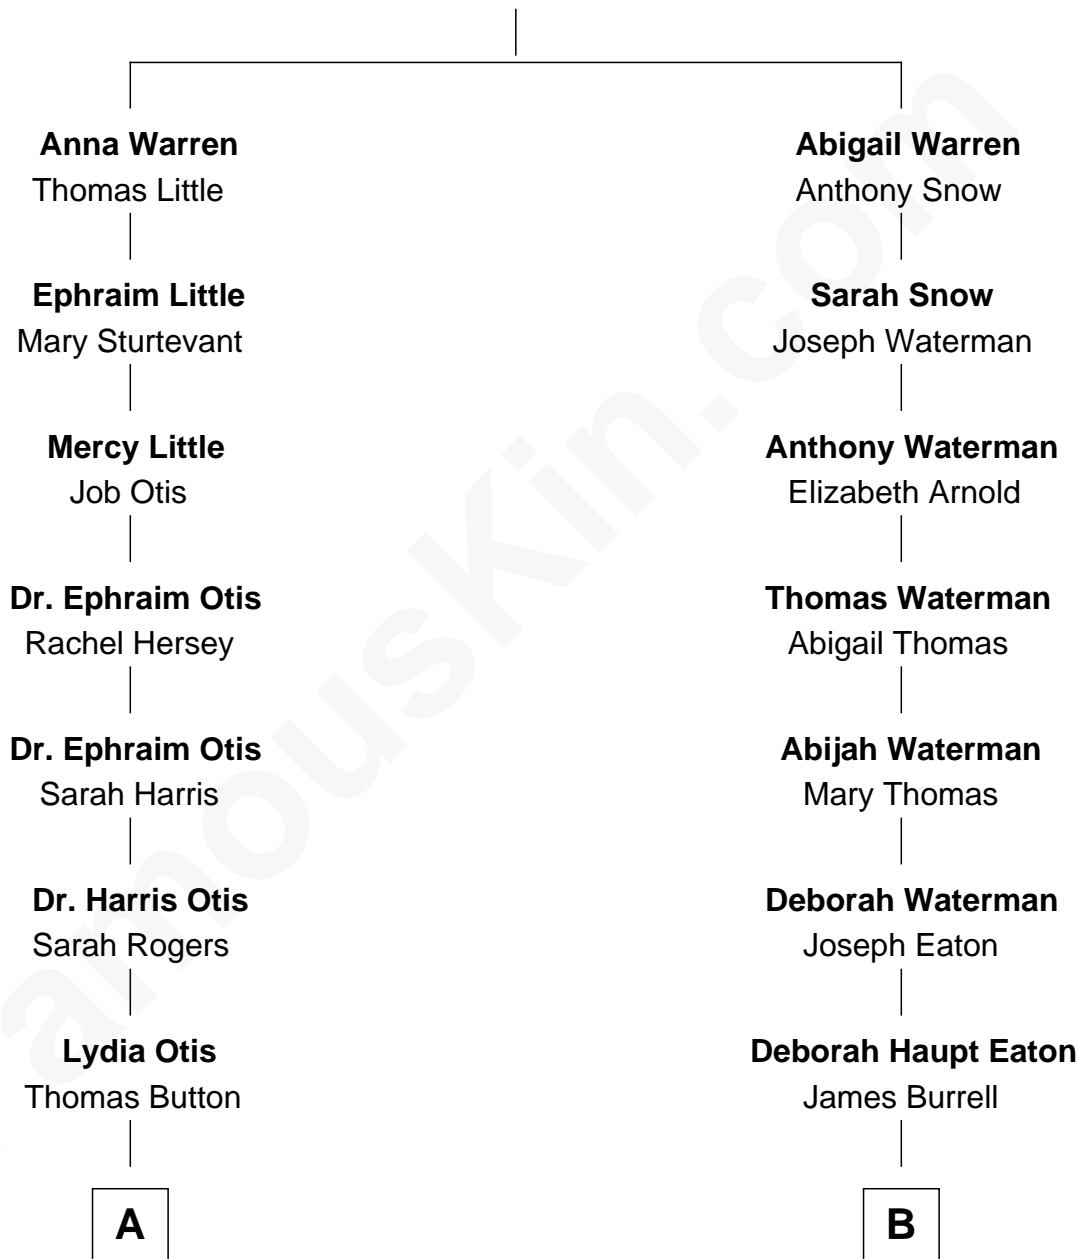 Anna Warren
Thomas Little
Ephraim Little
Mary Sturtevant
Mercy Little
Job Otis
Dr. Ephraim Otis
Rachel Hersey
Dr. Ephraim Otis
Sarah Harris
Dr. Harris Otis
Sarah Rogers
Lydia Otis
Thomas Button
A
Abigail Warren
Anthony Snow
Sarah Snow
Joseph Waterman
Anthony Waterman
Elizabeth Arnold
Thomas Waterman
Abigail Thomas
Abijah Waterman
Mary Thomas
Deborah Waterman
Joseph Eaton
Deborah Haupt Eaton
James Burrell
B
amouskin.com